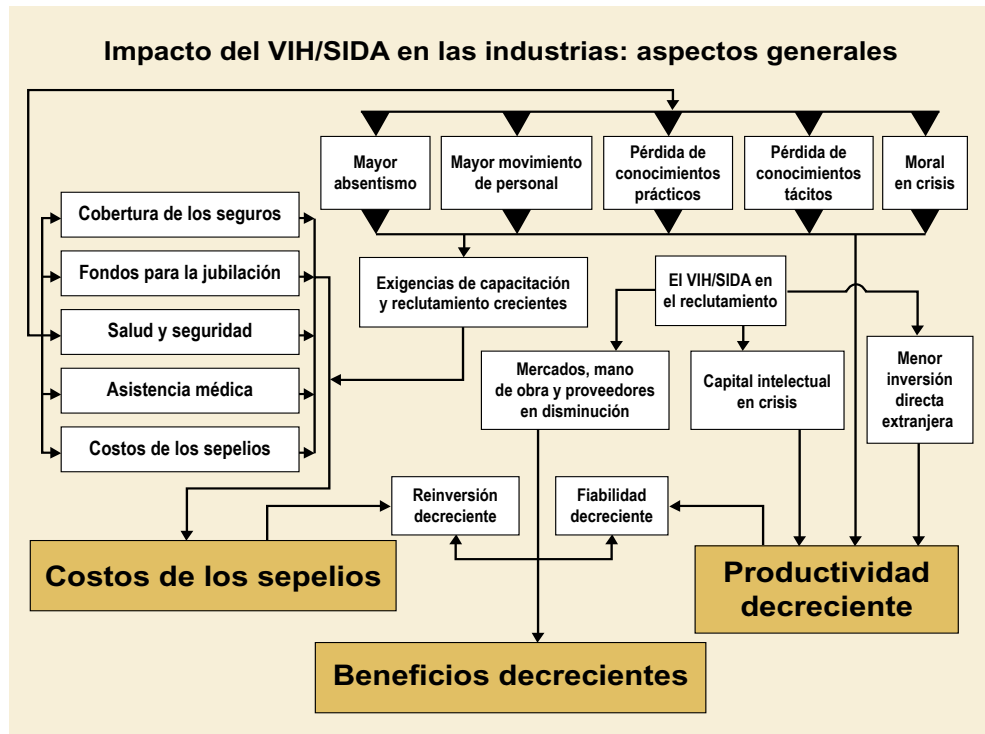 Impacto del VIH/SIDA en las industrias: aspectos generales
Mayor
absentismo
Mayor movimiento
de personal
Pérdida de
conocimientos
prácticos
Pérdida de
conocimientos
tácitos
Moral
en crisis
Cobertura de los seguros
Fondos para la jubilación
Salud y seguridad
Asistencia médica
Costos de los sepelios
Exigencias de capacitación
y reclutamiento crecientes
El VIH/SIDA en
el reclutamiento
Mercados, mano
de obra y proveedores
en disminución
Capital intelectual
en crisis
Menor
inversión
directa
extranjera
Reinversión
decreciente
Fiabilidad
decreciente
Costos de los sepelios
Productividad
decreciente
Beneficios decrecientes